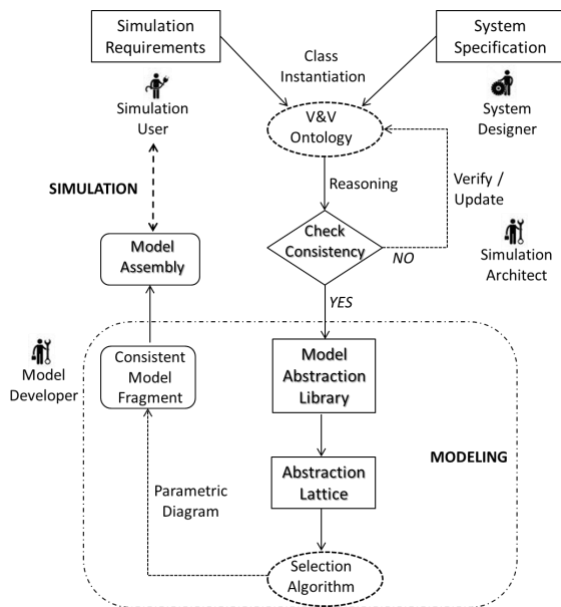 Simulation
Requirements
System
Specification
Class
Instantiation
Simulation
User
V&V
Ontology
System
Designer
SIMULATION
Reasoning
Verify /
Update
Model
Assembly
Check
Consistency
NO
Simulation
Architect
YES
Model
Developer
Consistent
Model
Fragment
Model
Abstraction
Library
MODELING
Parametric
Diagram
Abstraction
Lattice
Selection
Algorithm